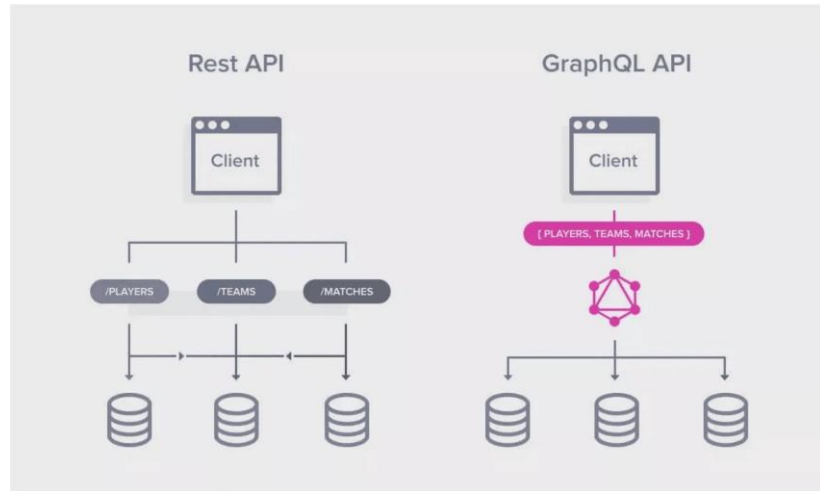 Rest API
GraphQL API
Client
Client
{ PLAYERS, TEAMS, MATCHES }
/PLAYERS
/TEAMS
/MATCHES